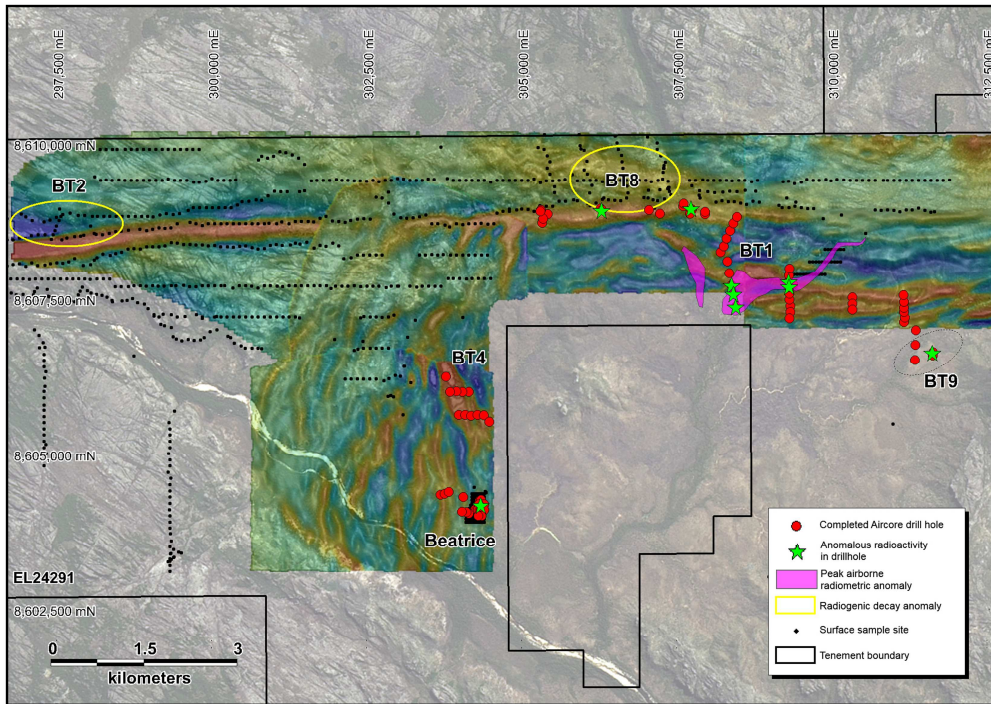 297,500 mE
300,000 mE
302,500 mE
305,000 mE
307,500 mE
310,000 mE
312,500 mE
8,610,000 mN
BT2
BT8
BT1
8,607,500 mN
BT4
BT9
8,605,000 mN
Beatrice
EL24291
8,602,500 mN
0
1.5
3
kilometers
Completed Aircore drill hole
Anomalous radioactivity
in drillhole
Peak airborne
radiometric anomaly
Radiogenic decay anomaly
Surface sample site
Tenement boundary